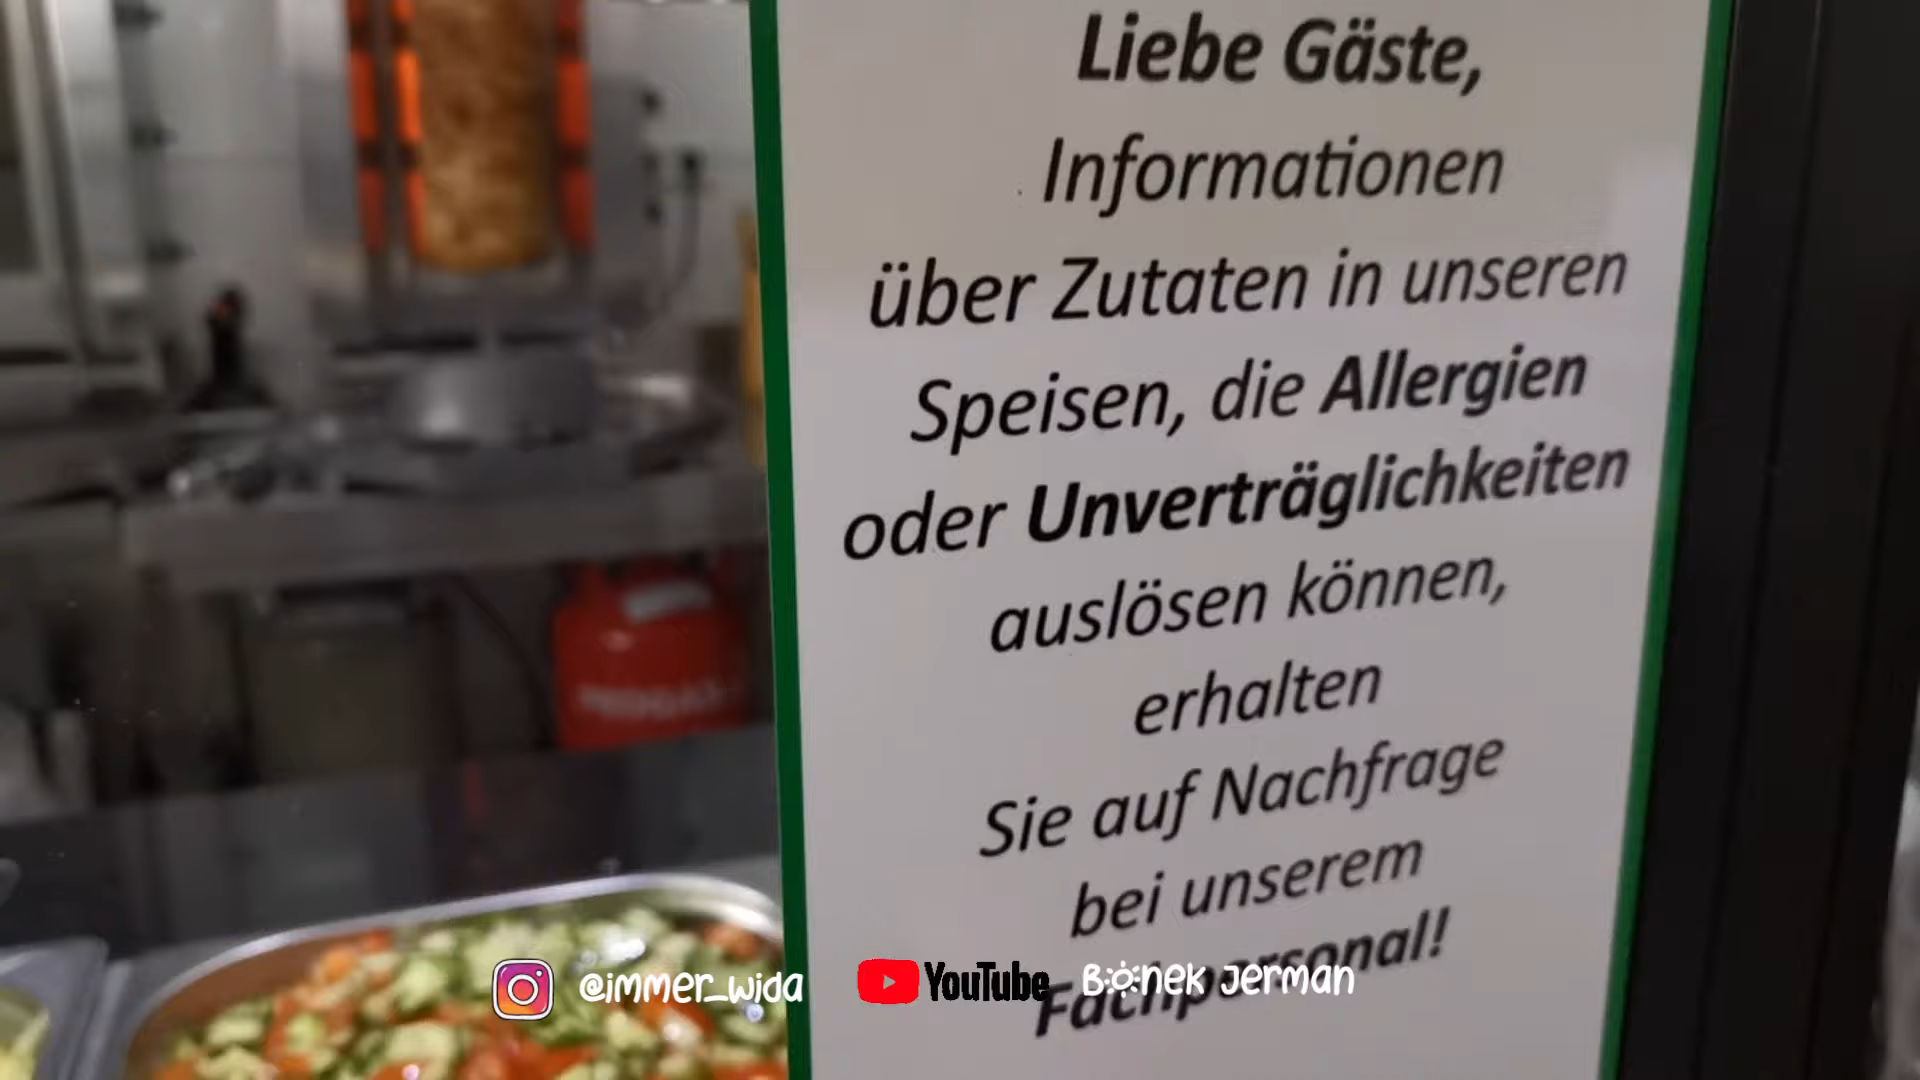 Liebe Gäste,
Informationen
über Zutaten in unseren
Speisen, die Allergien
oder Unverträglichkeiten
auslösen können,
erhalten
Sie auf Nachfrage
bei unserem
Fachpersonal!
@immer_wida
YouTube
Bonek Jerman